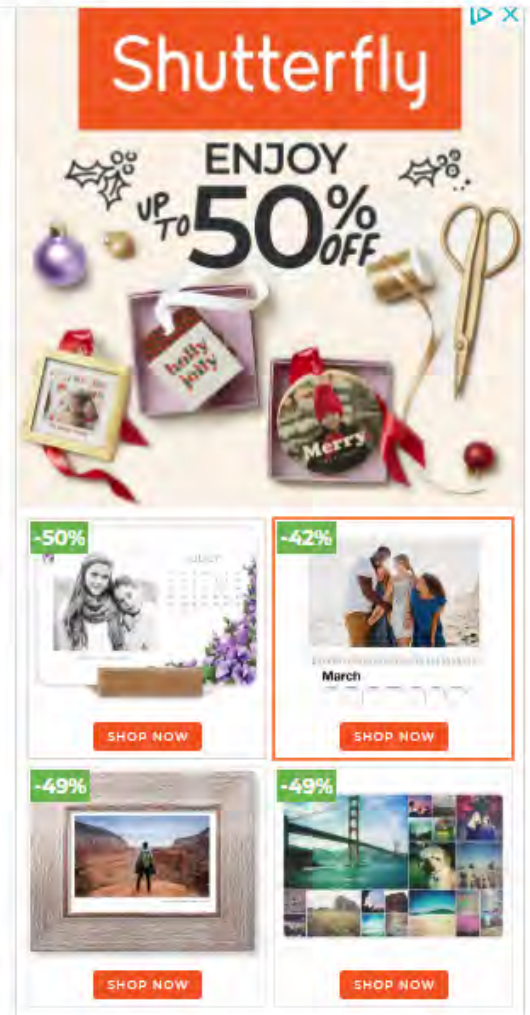 Shutterfly
ENJOY
UP TO 50% OFF
holly
jolly
Merry
-50%
-42%
March
SHOP NOW
SHOP NOW
-49%
-49%
SHOP NOW
SHOP NOW